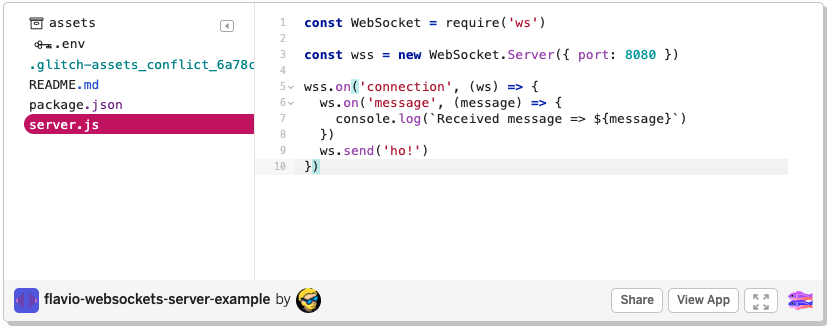 assets
.env
.glitch-assets_conflict_6a78c
README.md
package.json
server.js
1 const WebSocket = require('ws')
2
3 const wss = new WebSocket.Server({ port: 8080 })
4
5 wss.on('connection', (ws) => {
6   ws.on('message', (message) => {
7     console.log(`Received message => ${message}`)
8   })
9   ws.send('ho!')
10 })
flavio-websockets-server-example by
Share
View App